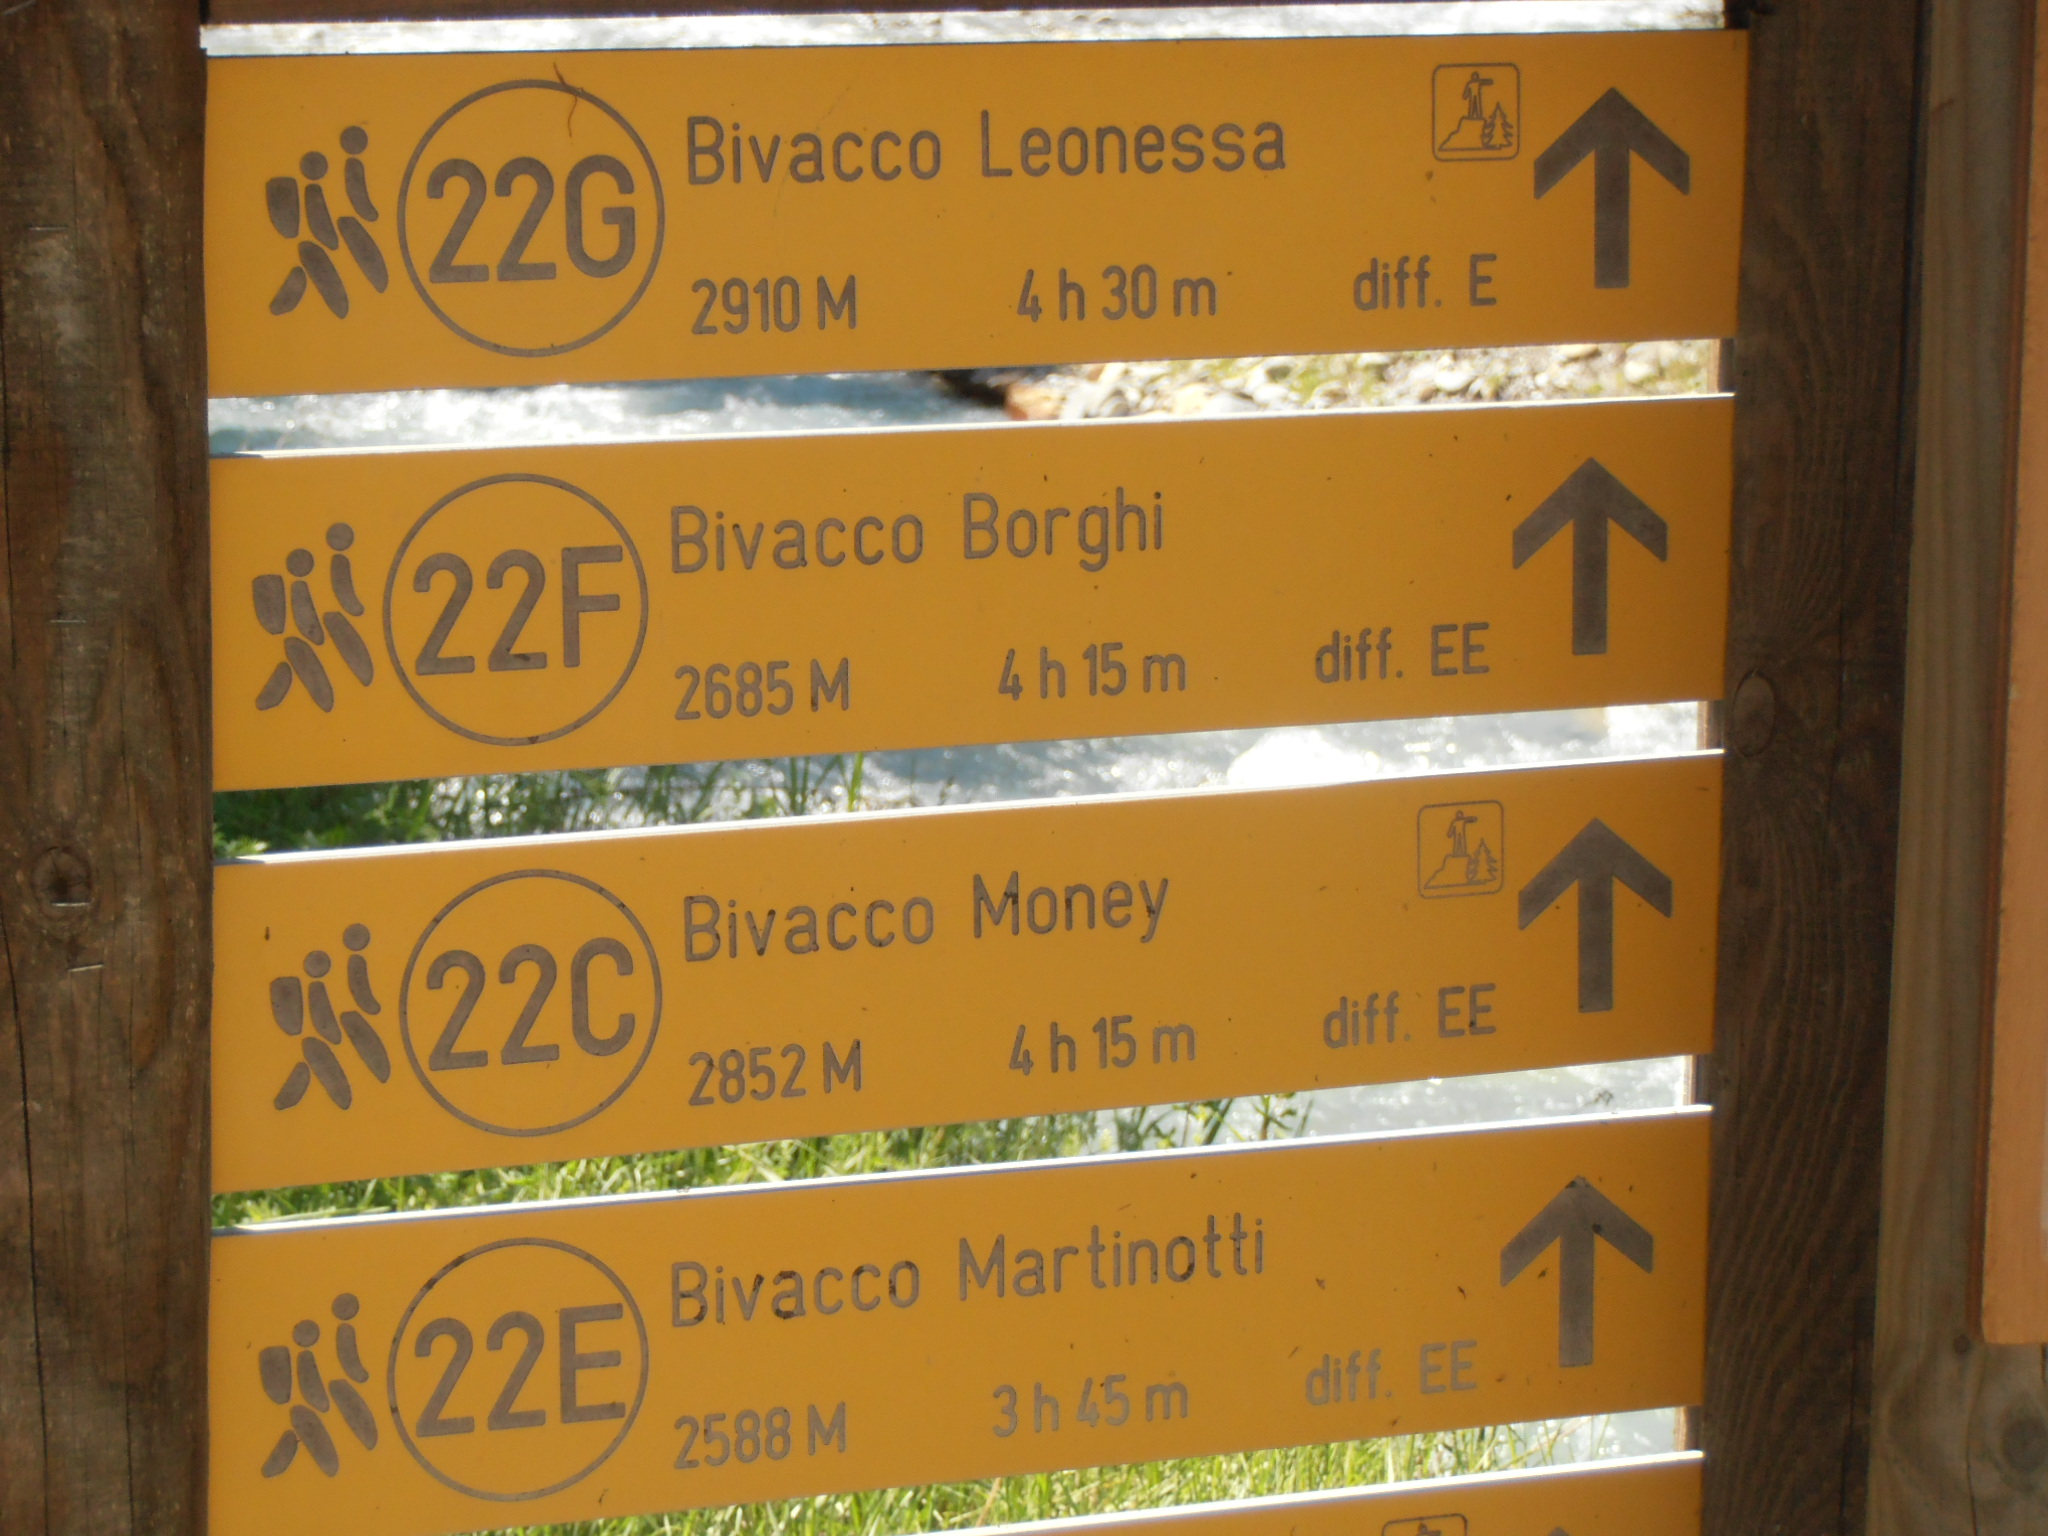 22G Bivacco Leonessa
2910 M 4 h 30 m diff. E
22F Bivacco Borghi
2685 M 4 h 15 m diff. EE
22C Bivacco Money
2852 M 4 h 15 m diff. EE
22E Bivacco Martinotti
2588 M 3 h 45 m diff. EE